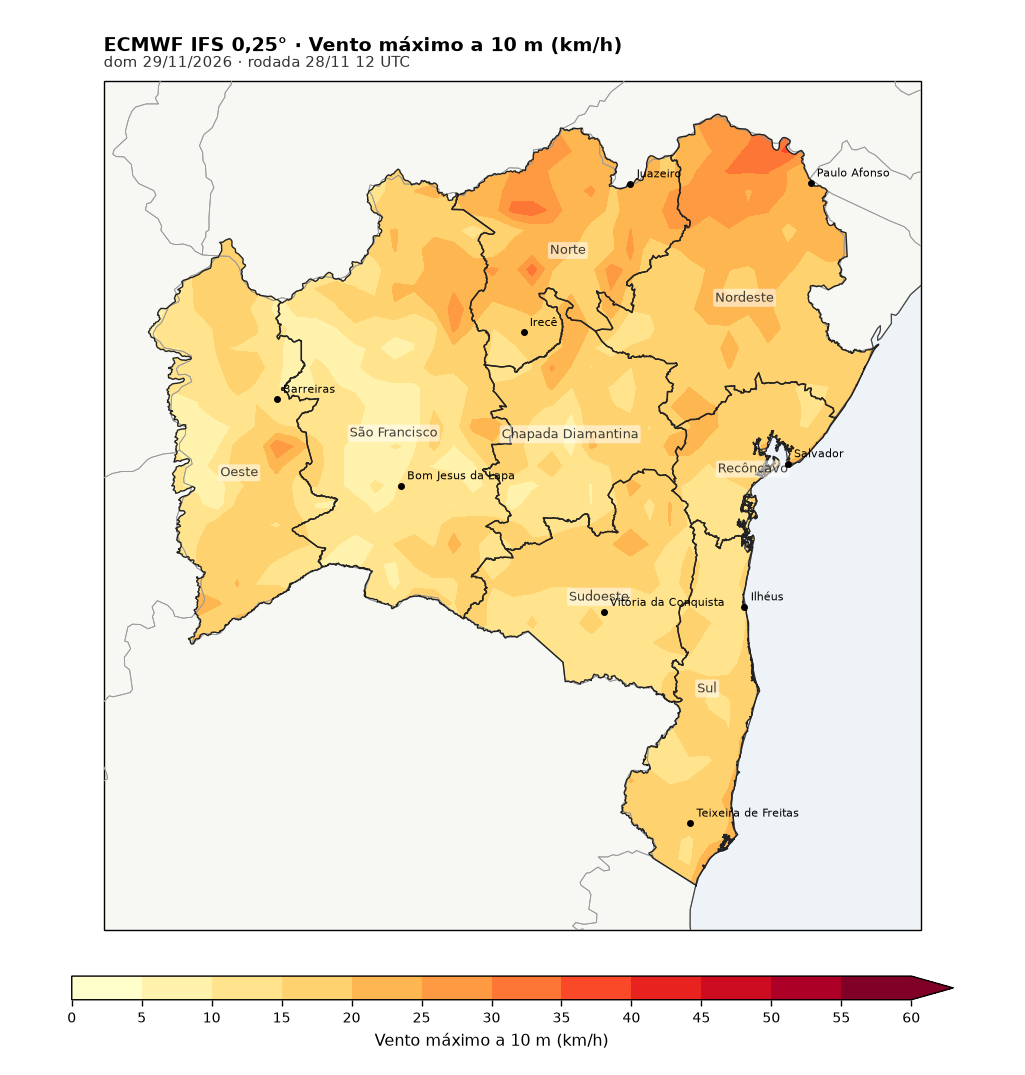 ECMWF IFS 0,25° · Vento máximo a 10 m (km/h)
dom 29/11/2026 · rodada 28/11 12 UTC
Juazeiro
Paulo Afonso
Norte
Nordeste
Irecê
Barreiras
São Francisco
Chapada Diamantina
Salvador
Recôncavo
Oeste
Bom Jesus da Lapa
Sudoeste
Ilhéus
Vitória da Conquista
Sul
Teixeira de Freitas
0 5 10 15 20 25 30 35 40 45 50 55 60
Vento máximo a 10 m (km/h)